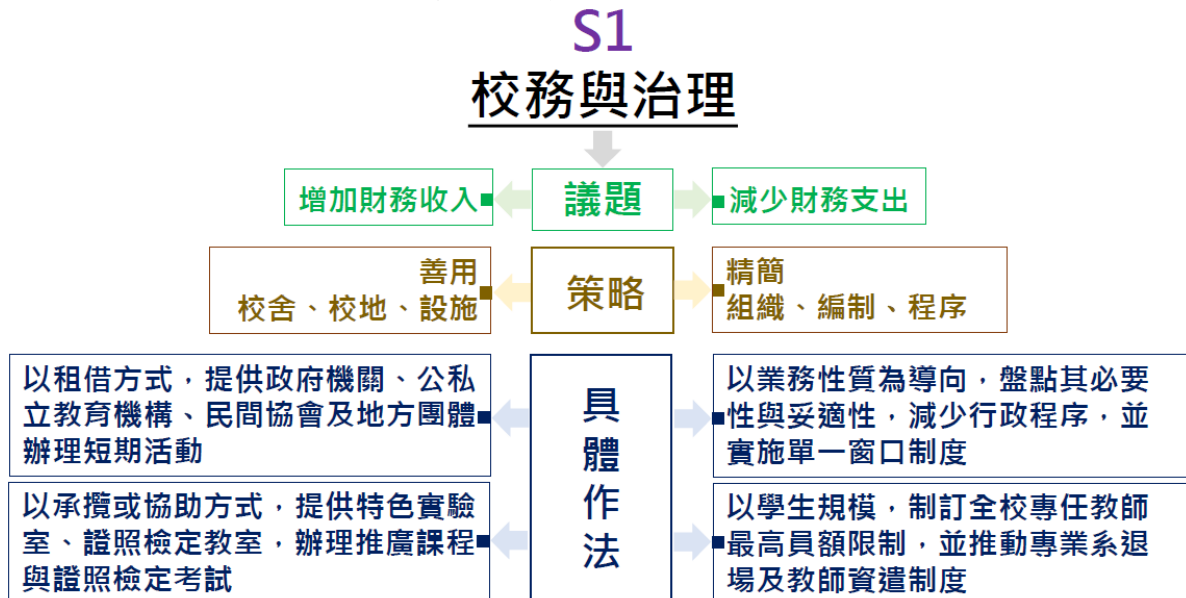 S1
校務與治理
增加財務收入
議題
減少財務支出
善用
校舍、校地、設施
策略
精簡
組織、編制、程序
以租借方式，提供政府機關、公私
立教育機構、民間協會及地方團體
辦理短期活動
以承攬或協助方式，提供特色實驗
室、證照檢定教室，辦理推廣課程
與證照檢定考試
具
體
作
法
以業務性質為導向，盤點其必要
性與妥適性，減少行政程序，並
實施單一窗口制度
以學生規模，制訂全校專任教師
最高員額限制，並推動專業系退
場及教師資遣制度